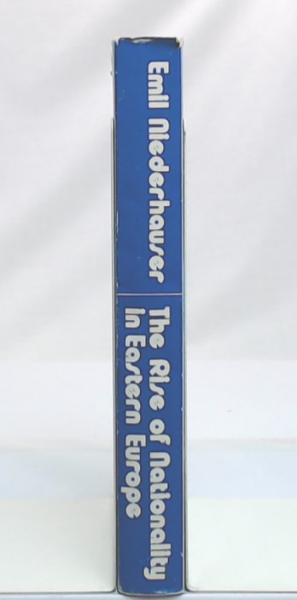 Emil Niederhauser
The Rise of Nationality
in Eastern Europe